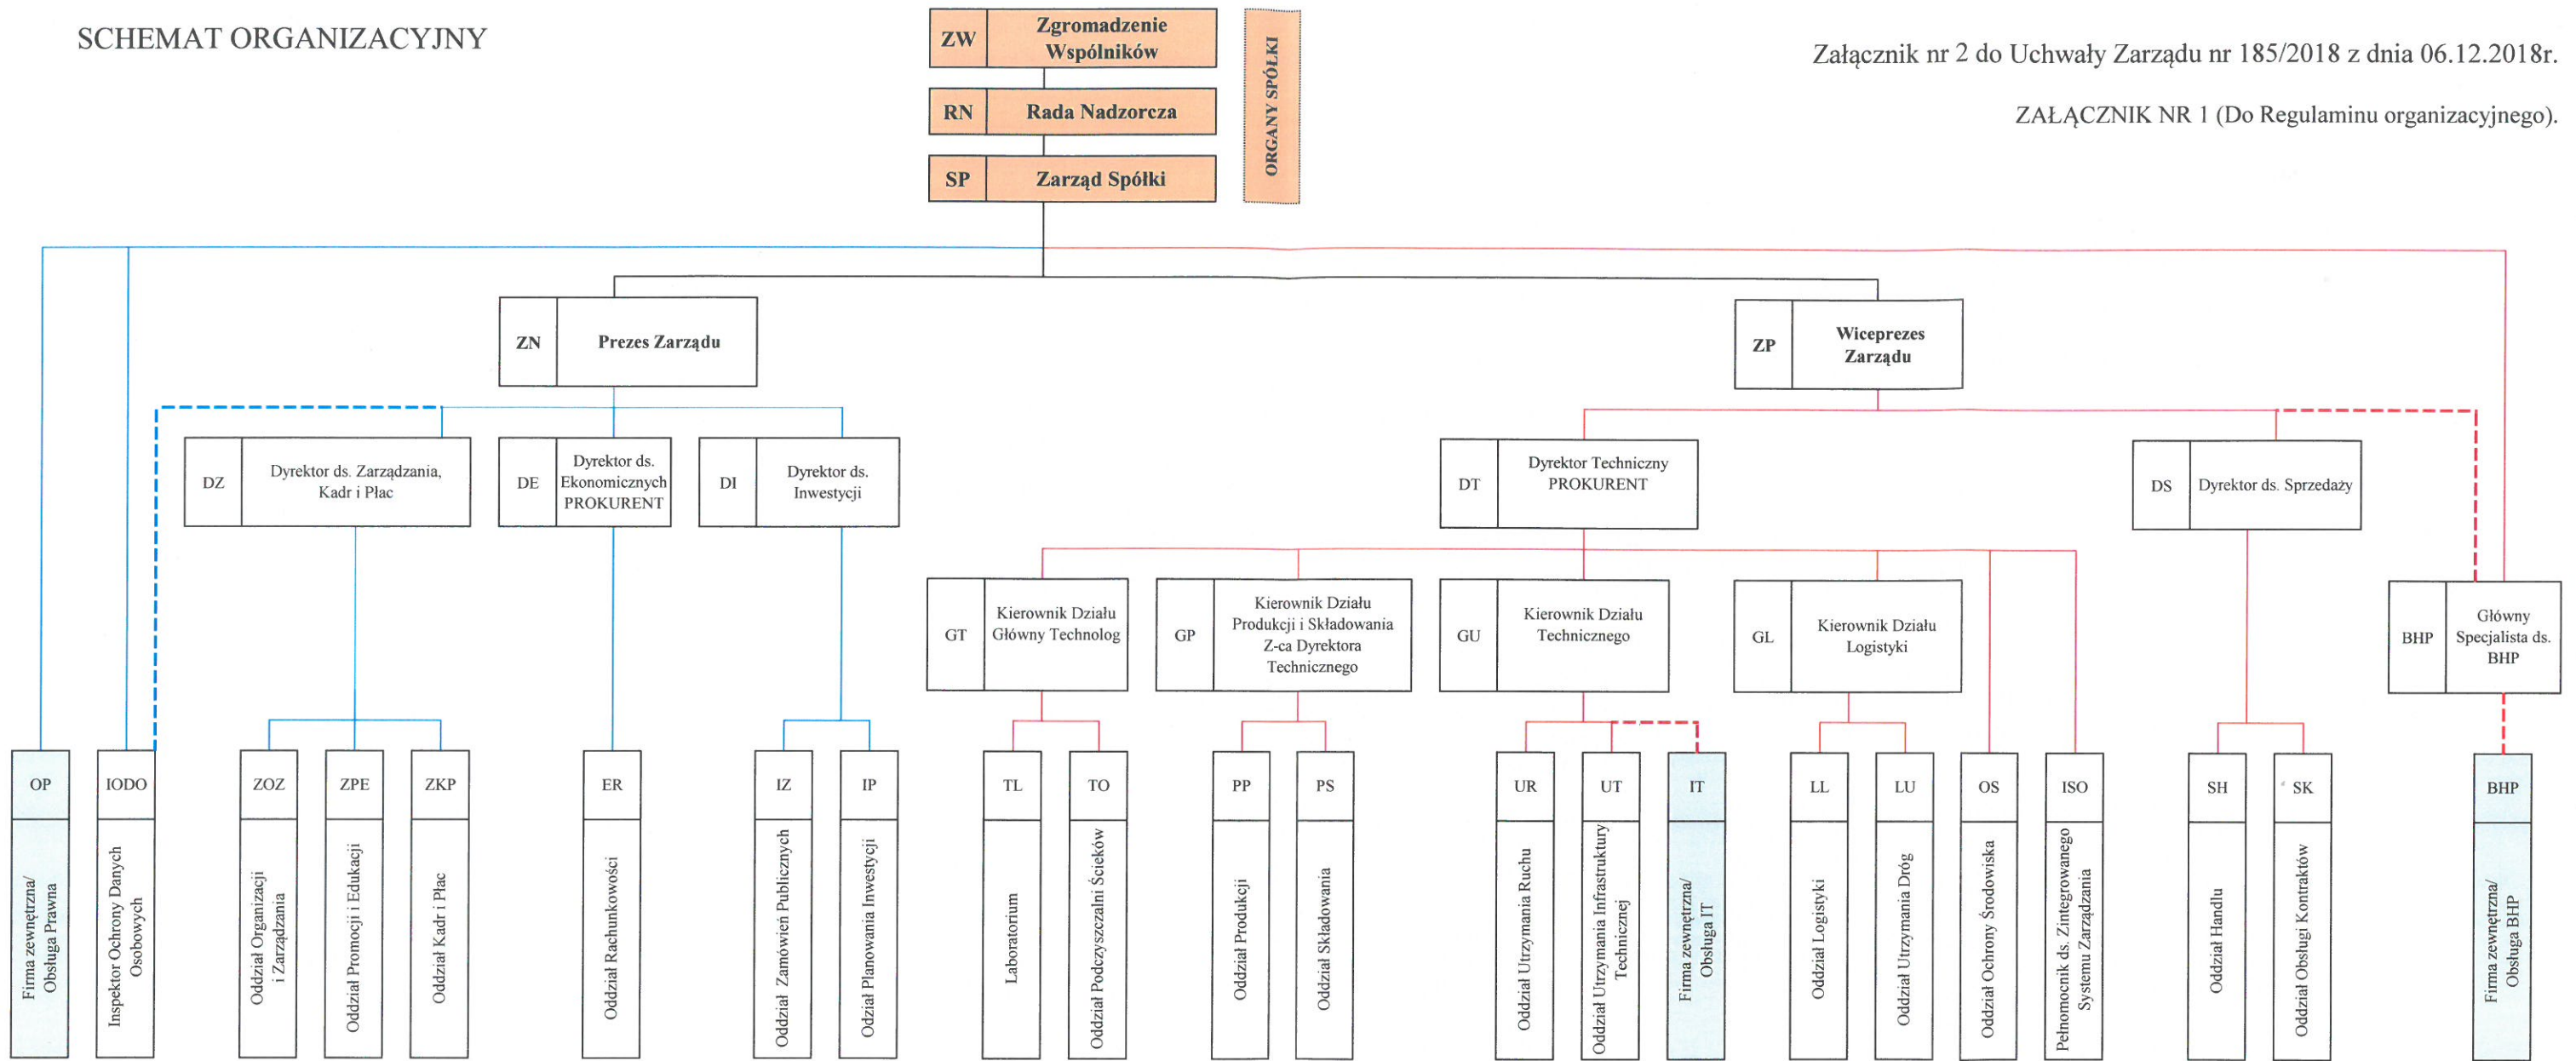 SCHEMAT ORGANIZACYJNY
Załącznik nr 2 do Uchwały Zarządu nr 185/2018 z dnia 06.12.2018r.
ZAŁĄCZNIK NR 1 (Do Regulaminu organizacyjnego).
ZW
Zgromadzenie
Wspólników
RN
Rada Nadzorcza
SP
Zarząd Spółki
ORGANY SPÓŁKI
ZN
Prezes Zarządu
ZP
Wiceprezes
Zarządu
DZ
Dyrektor ds. Zarządzania,
Kadr i Płac
DE
Dyrektor ds.
Ekonomicznych
PROKURENT
DI
Dyrektor ds.
Inwestycji
DT
Dyrektor Techniczny
PROKURENT
DS
Dyrektor ds. Sprzedaży
GT
Kierownik Działu
Główny Technolog
GP
Kierownik Działu
Produkcji i Składowania
Z-ca Dyrektora
Technicznego
GU
Kierownik Działu
Technicznego
GL
Kierownik Działu
Logistyki
BHP
Główny
Specjalista ds.
BHP
OP
Firma zewnętrzna/
Obsługa Prawna
IODO
Inspektor Ochrony Danych
Osobowych
ZOZ
Oddział Organizacji
i Zarządzania
ZPE
Oddział Promocji i Edukacji
ZKP
Oddział Kadr i Płac
ER
Oddział Rachunkowości
IZ
Oddział Zamówień Publicznych
IP
Odział Planowania Inwestycji
TL
Laboratorium
TO
Oddział Podczyszczalni Ścieków
PP
Oddział Produkcji
PS
Oddział Składowania
UR
Oddział Utrzymania Ruchu
UT
Oddział Utrzymania Infrastruktury
Technicznej
IT
Firma zewnętrzna/
Obsługa IT
LL
Oddział Logistyki
LU
Oddział Utrzymania Dróg
OS
Oddział Ochrony Środowiska
ISO
Pełnomocnik ds. Zintegrowanego
Systemu Zarządzania
SH
Oddział Handlu
SK
Oddział Obsługi Kontraktów
BHP
Firma zewnętrzna/
Obsługa BHP